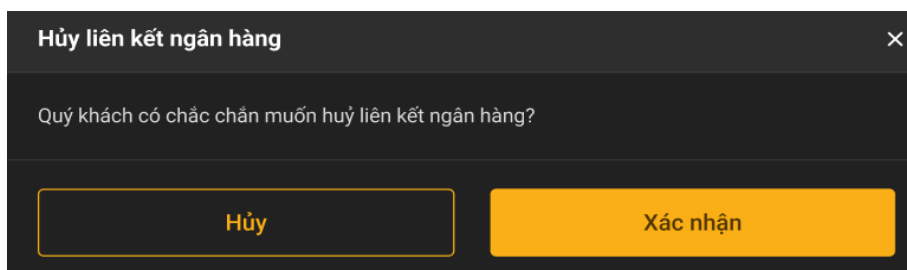 Hủy liên kết ngân hàng
Quý khách có chắc chắn muốn huỷ liên kết ngân hàng?
Hủy
Xác nhận